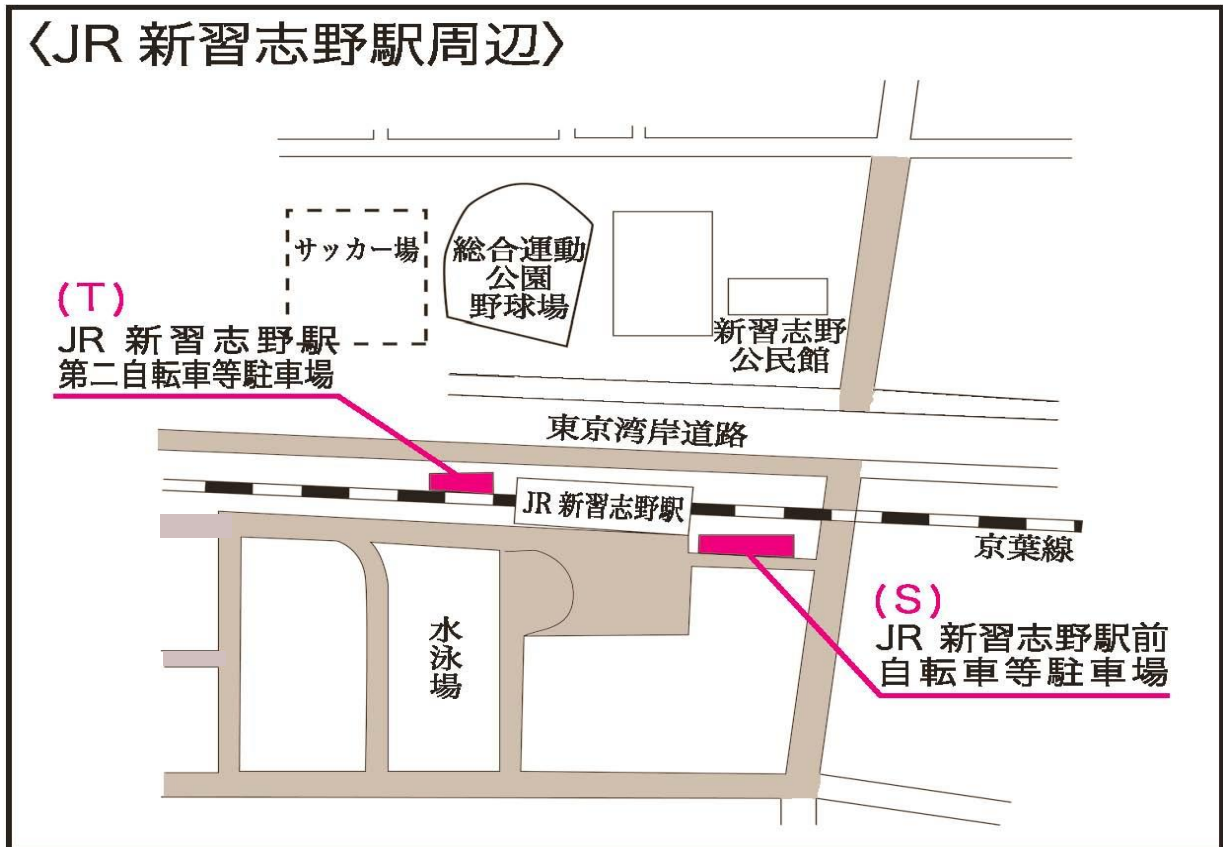 〈JR 新習志野駅周辺〉
サッカー場
総合運動
公園
野球場
新習志野
公民館
(T)
JR 新習志野駅
第二自転車等駐車場
東京湾岸道路
JR 新習志野駅
京葉線
水泳場
(S)
JR 新習志野駅前
自転車等駐車場